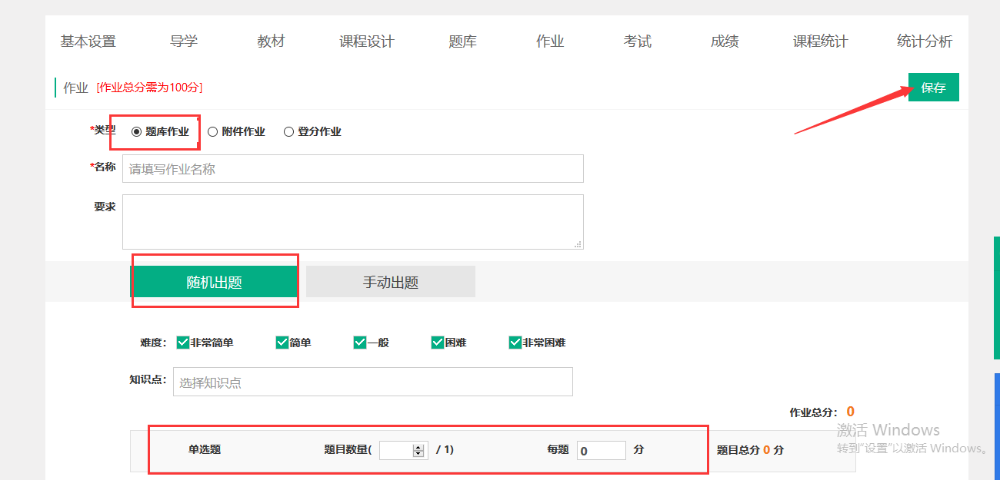 基本设置 导学 教材 课程设计 题库 作业 考试 成绩 课程统计 统计分析
作业 [作业总分需为100分] 保存
*类型 题库作业 附件作业 登分作业
*名称 请填写作业名称
要求
随机出题 手动出题
难度: 非常简单 简单 一般 困难 非常困难
知识点: 选择知识点
作业总分: 0
激活 Windows
转到"设置"以激活 Windows。
单选题 题目数量( / 1) 每题 0 分 题目总分 0 分